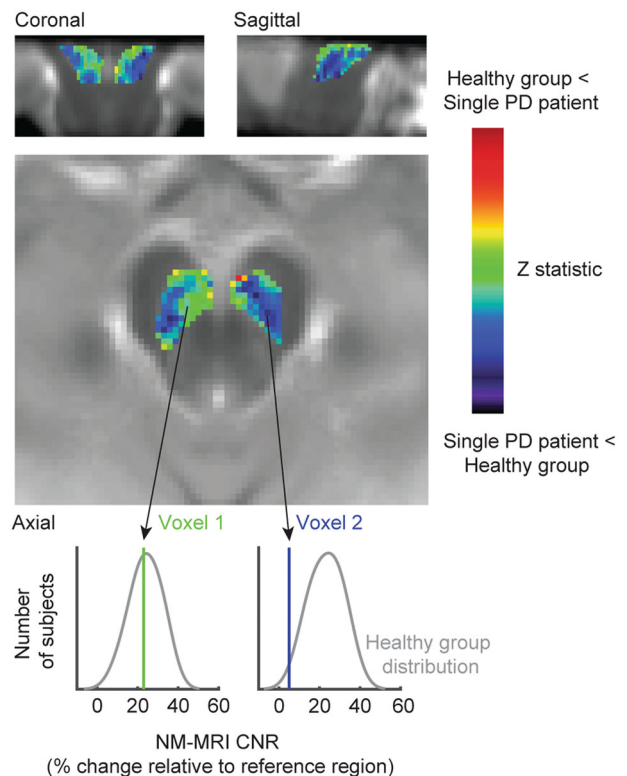 Coronal
Sagittal
Healthy group <
Single PD patient
Z statistic
Single PD patient <
Healthy group
Axial
Voxel 1
Voxel 2
Number
of subjects
Healthy group
distribution
0 20 40 60
0 20 40 60
NM-MRI CNR
(% change relative to reference region)